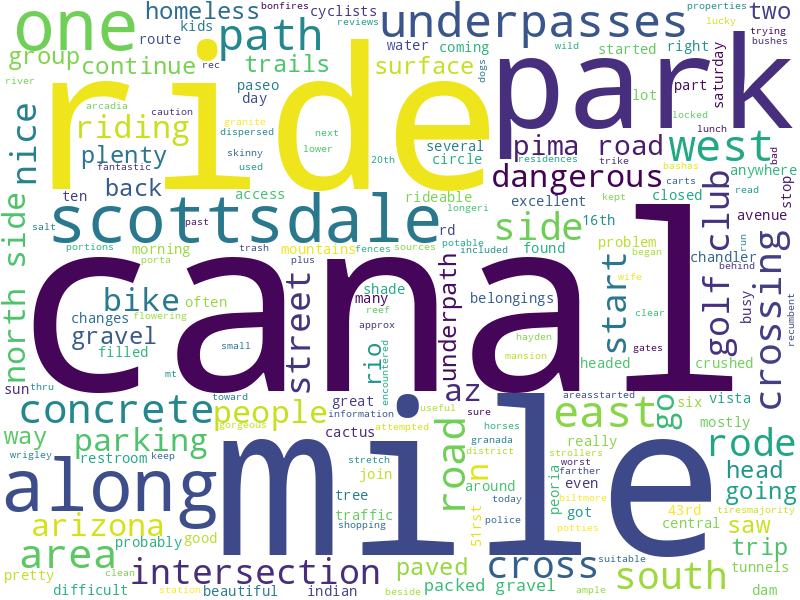 bonfires
properties
reviews
lucky
homeless
cyclists
two
kids
underpasses
one
path
ride
park
route
water
coming
started
right
trying
bushes
wild
group
continue
trails
surface
dogs
saturday
river
rec
paseo
day
lot
part
arcadia
caution
locked
nice
riding
granite
dispersed
next
20th
several
circle
pima road
west
lunch
bad
plenty
skinny
lower
residences
trike
bashas
fantastic
used
back
dangerous
closed
anywhere
carts
read
stop
ten
access
rideable
longeri
excellent
kept
north side
scottsdale
side
16th
golf club
avenue
run
salt
past
rd
found
problem
crossing
portions
morning
trash
mountains
fences
sources
potable
included
began
chandler
behind
porta
canal
bike
often
street
plus
shade
many
underpath
belongings
wife
start
busy
recumbent
changes
flowering
reef
hayden
clear
gravel
small
approx
rio
encountered
mansion
gates
filled
headed
crushed
sun
thru
mt
toward
great
az
areasstarted
vista
concrete
people
information
useful
sure
east
go
six
mile
way
parking
gorgeous
cactus
attempted
horses
mostly
along
road
n
granada
district
strollers
really
rode
wrigley
restroom
keep
stretch
join
worst
farther
even
head
area
tree
around
today
peoria
biltmore
going
tiresmajority
arizona
traffic
51rst
police
got
potties
43rd
central
saw
probably
good
shopping
cross
suitable
trip
pretty
intersection
paved
south
tunnels
difficult
clean
station
beautiful
indian
beside
packed gravel
ample
dam